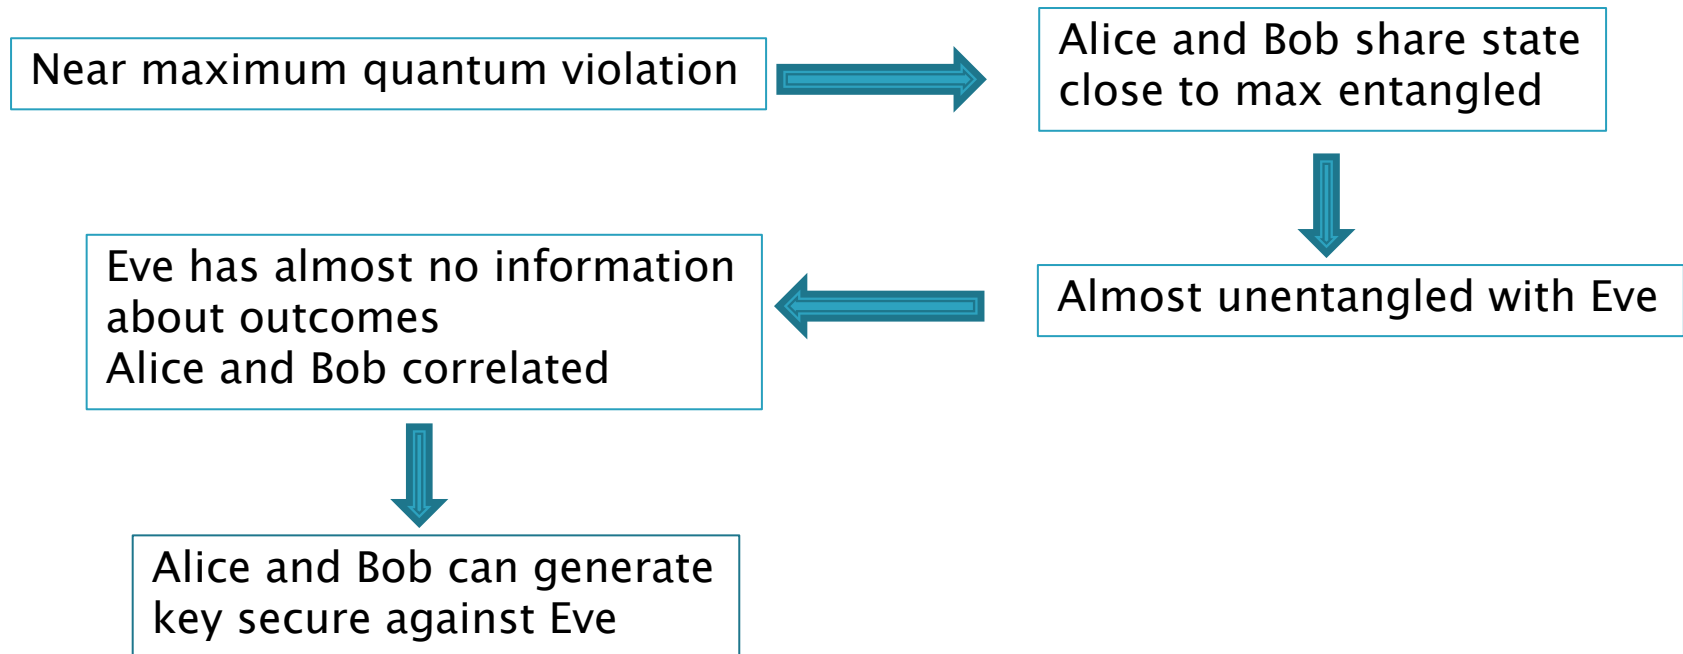 Near maximum quantum violation
Alice and Bob share state
close to max entangled
Almost unentangled with Eve
Eve has almost no information
about outcomes
Alice and Bob correlated
Alice and Bob can generate
key secure against Eve